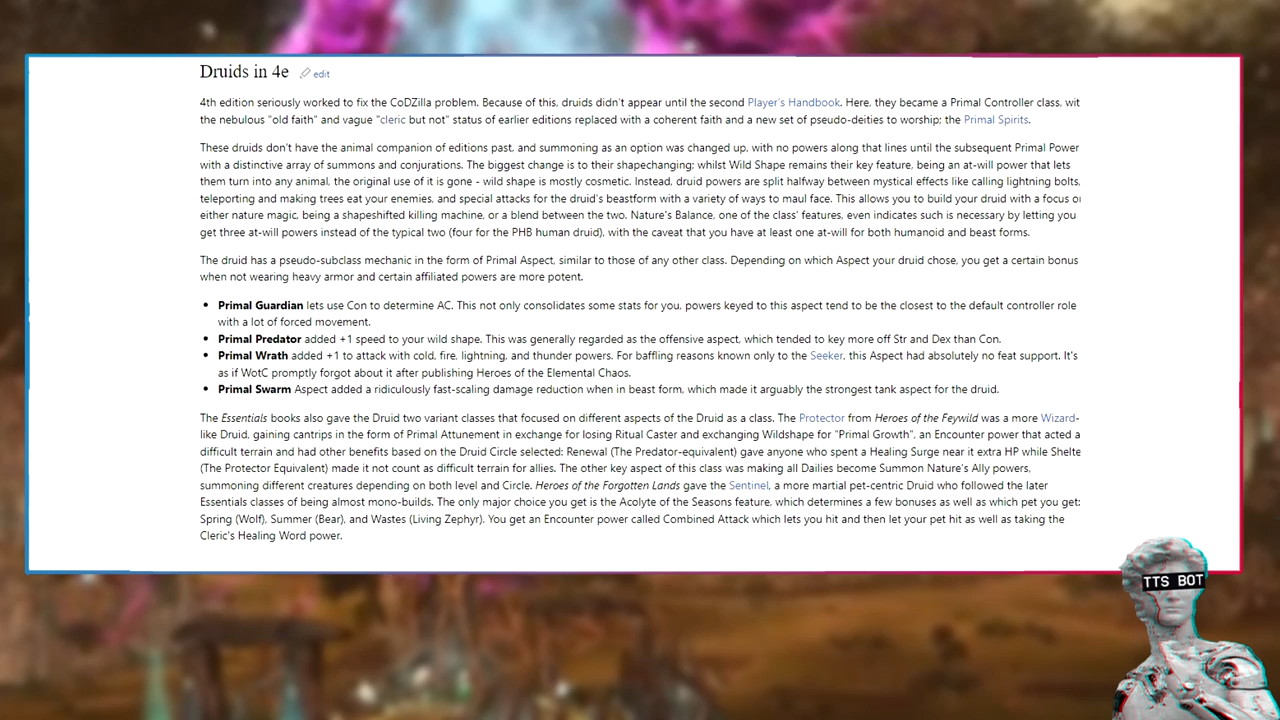 Druids in 4e edit
4th edition seriously worked to fix the CoDZilla problem. Because of this, druids didn't appear until the second Player's Handbook. Here, they became a Primal Controller class, wit
the nebulous "old faith" and vague "cleric but not" status of earlier editions replaced with a coherent faith and a new set of pseudo-deities to worship; the Primal Spirits.
These druids don't have the animal companion of editions past, and summoning as an option was changed up, with no powers along that lines until the subsequent Primal Power
with a distinctive array of summons and conjurations. The biggest change is to their shapechanging; whilst Wild Shape remains their key feature, being an at-will power that lets
them turn into any animal, the original use of it is gone - wild shape is mostly cosmetic. Instead, druid powers are split halfway between mystical effects like calling lightning bolts,
teleporting and making trees eat your enemies, and special attacks for the druid's beastform with a variety of ways to maul face. This allows you to build your druid with a focus o
either nature magic, being a shapeshifted killing machine, or a blend between the two. Nature's Balance, one of the class' features, even indicates such is necessary by letting you
get three at-will powers instead of the typical two (four for the PHB human druid), with the caveat that you have at least one at-will for both humanoid and beast forms.
The druid has a pseudo-subclass mechanic in the form of Primal Aspect, similar to those of any other class. Depending on which Aspect your druid chose, you get a certain bonus
when not wearing heavy armor and certain affiliated powers are more potent.
• Primal Guardian lets use Con to determine AC. This not only consolidates some stats for you, powers keyed to this aspect tend to be the closest to the default controller role
with a lot of forced movement.
• Primal Predator added +1 speed to your wild shape. This was generally regarded as the offensive aspect, which tended to key more off Str and Dex than Con.
• Primal Wrath added +1 to attack with cold, fire, lightning, and thunder powers. For baffling reasons known only to the Seeker, this Aspect had absolutely no feat support. It's
as if WotC promptly forgot about it after publishing Heroes of the Elemental Chaos.
• Primal Swarm Aspect added a ridiculously fast-scaling damage reduction when in beast form, which made it arguably the strongest tank aspect for the druid.
The Essentials books also gave the Druid two variant classes that focused on different aspects of the Druid as a class. The Protector from Heroes of the Feywild was a more Wizard-
like Druid, gaining cantrips in the form of Primal Attunement in exchange for losing Ritual Caster and exchanging Wildshape for "Primal Growth", an Encounter power that acted a
difficult terrain and had other benefits based on the Druid Circle selected: Renewal (The Predator-equivalent) gave anyone who spent a Healing Surge near it extra HP while Shelte
(The Protector Equivalent) made it not count as difficult terrain for allies. The other key aspect of this class was making all Dailies become Summon Nature's Ally powers,
summoning different creatures depending on both level and Circle. Heroes of the Forgotten Lands gave the Sentinel, a more martial pet-centric Druid who followed the later
Essentials classes of being almost mono-builds. The only major choice you get is the Acolyte of the Seasons feature, which determines a few bonuses as well as which pet you get:
Spring (Wolf), Summer (Bear), and Wastes (Living Zephyr). You get an Encounter power called Combined Attack which lets you hit and then let your pet hit as well as taking the
Cleric's Healing Word power.
TTS BOT